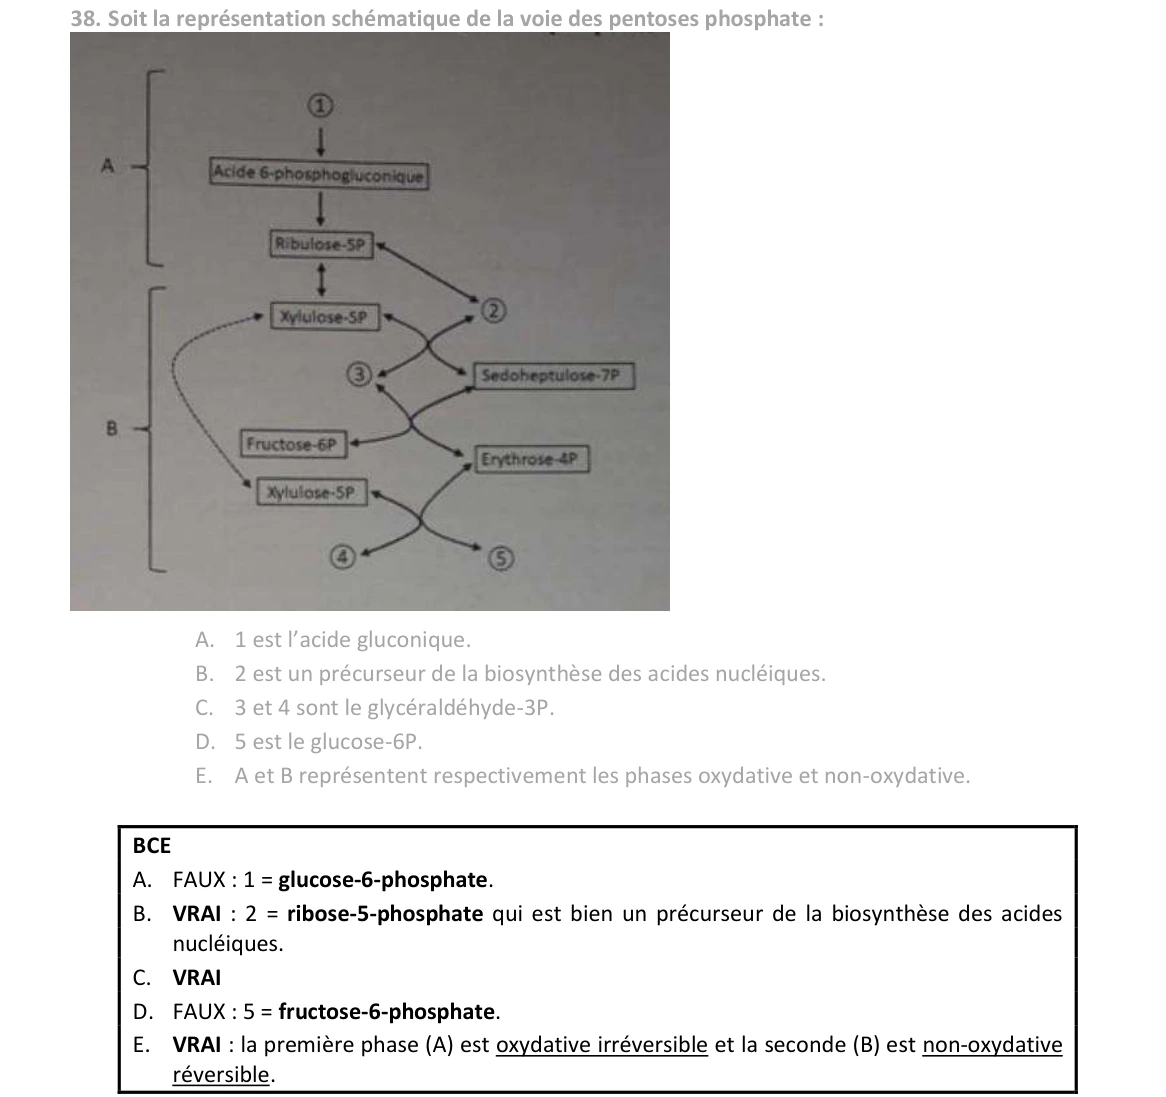 38. Soit la représentation schématique de la voie des pentoses phosphate :
1
A
Acide 6-phosphogluconique
Ribulose-5P
2
Xylulose-5P
3
Sedoheptulose-7P
B
Fructose-6P
Erythrose-4P
Xylulose-5P
4
5
A. 1 est l’acide gluconique.
B. 2 est un précurseur de la biosynthèse des acides nucléiques.
C. 3 et 4 sont le glycéraldéhyde-3P.
D. 5 est le glucose-6P.
E. A et B représentent respectivement les phases oxydative et non-oxydative.
BCE
A. FAUX : 1 = glucose-6-phosphate.
B. VRAI : 2 = ribose-5-phosphate qui est bien un précurseur de la biosynthèse des acides
nucléiques.
C. VRAI
D. FAUX : 5 = fructose-6-phosphate.
E. VRAI : la première phase (A) est oxydative irréversible et la seconde (B) est non-oxydative
réversible.